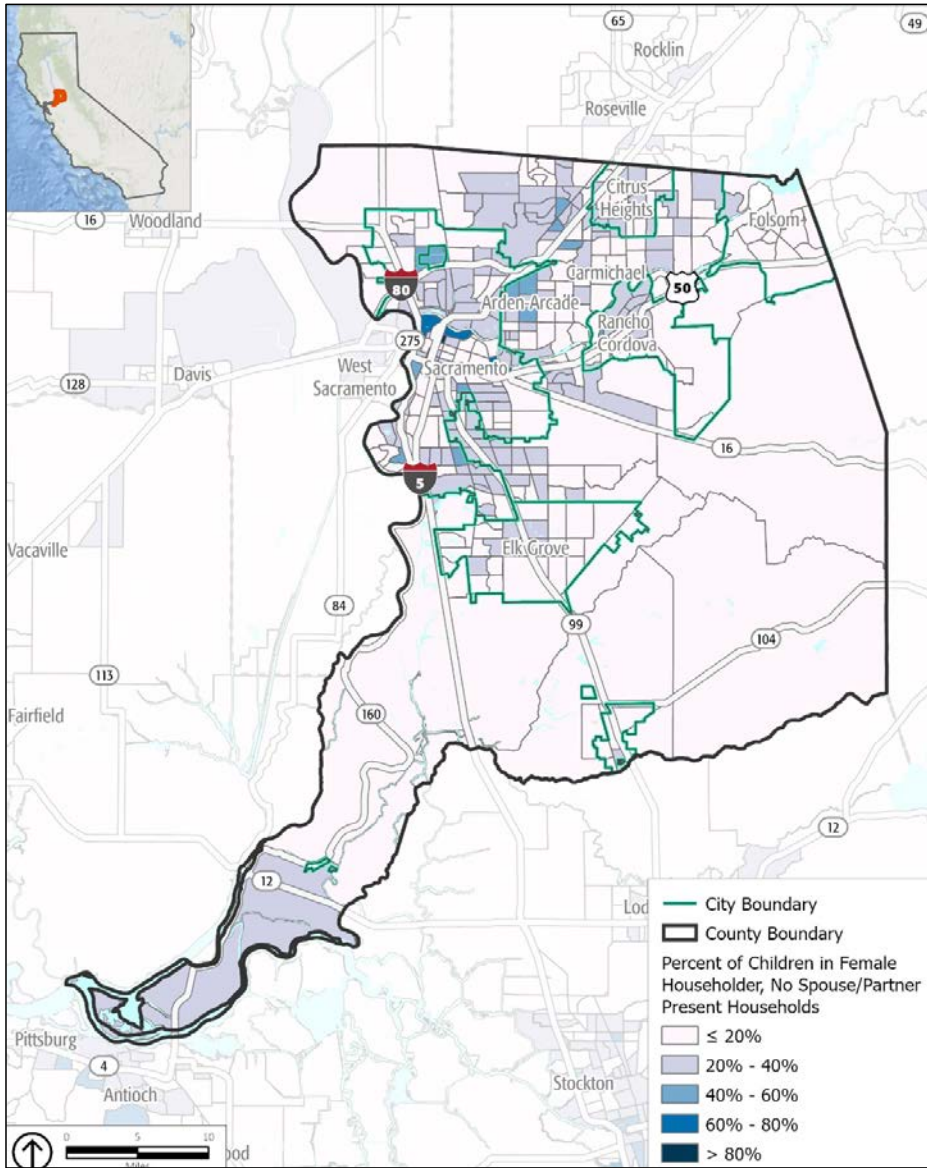 65
49
Rocklin
Roseville
16
Woodland
Citrus
Heights
Folsom
80
Carmichael
50
Arden-Arcade
Rancho
Cordova
275
West
Sacramento
Sacramento
128
Davis
16
5
Vacaville
Elk Grove
84
99
104
113
160
Fairfield
12
12
Lod
City Boundary
County Boundary
Percent of Children in Female
Householder, No Spouse/Partner
Present Households
≤ 20%
20% - 40%
40% - 60%
60% - 80%
> 80%
Pittsburg
4
Antioch
Stockton
0 5 10
Miles
ood